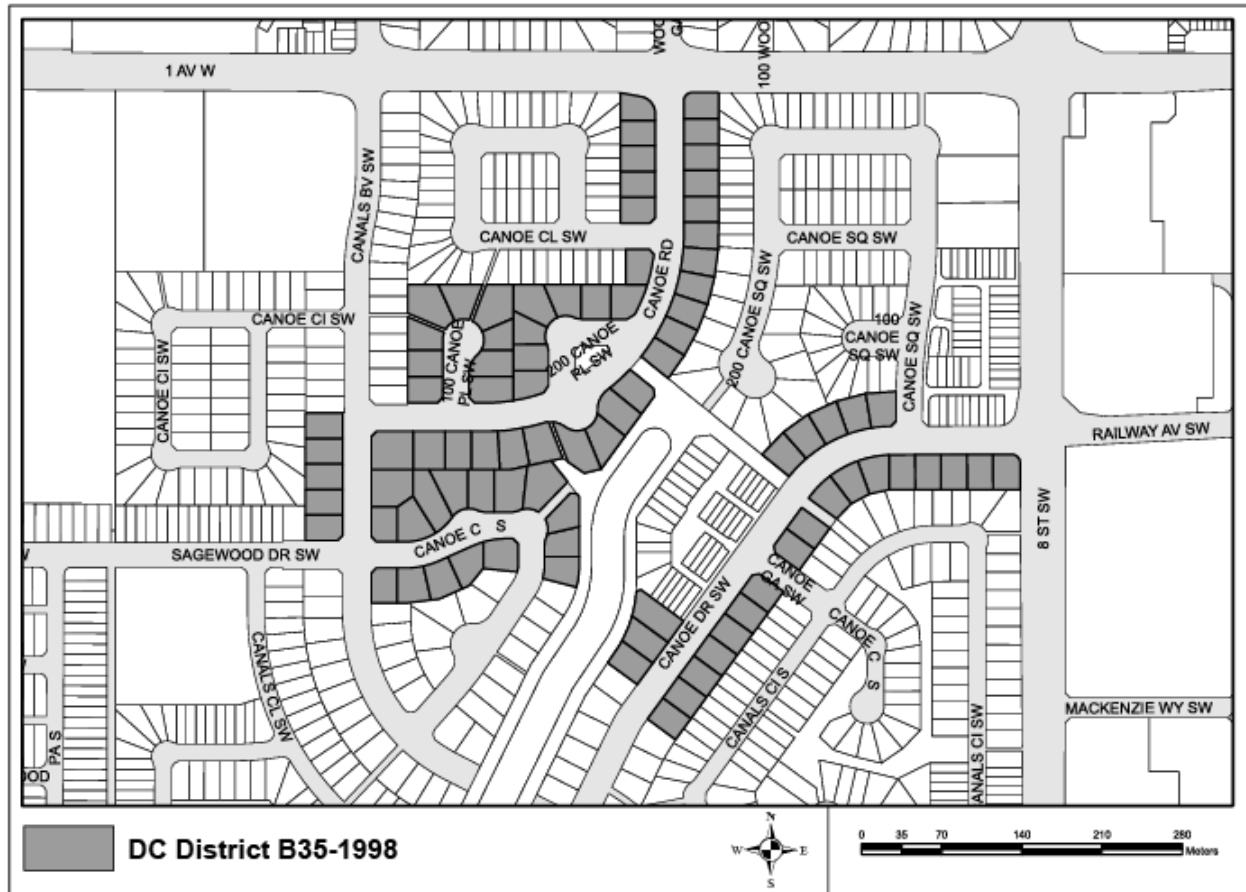 WOO
GA
100 WOO
1 AV W
CANALS BV SW
CANOE CL SW
CANOE RD
CANOE SQ SW
200 CANOE SQ SW
100
CANOE
SQ SW
CANOE SQ SW
CANOE CI SW
CANOE CI SW
100 CANOE
PL SW
200 CANOE
PL SW
RAILWAY AV SW
8 ST SW
W
SAGEWOOD DR SW
CANOE C S
CANOE
GA SW
CANOE DR SW
CANOE C S
CANALS CL SW
CANALS CI S
CANALS CI SW
MACKENZIE WY SW
PA S
OOD
DC District B35-1998
N
W E
S
0 35 70 140 210 280
Meters